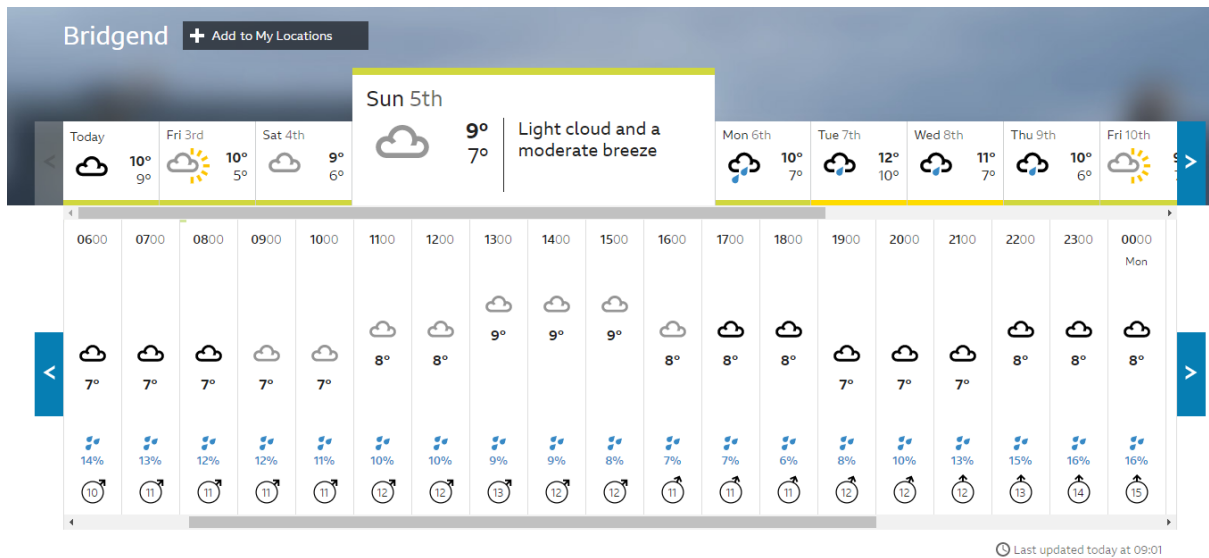 Bridgend
+ Add to My Locations
Sun 5th
9°
7°
Light cloud and a
moderate breeze
Today
10°
9°
Fri 3rd
10°
5°
Sat 4th
9°
6°
Mon 6th
10°
7°
Tue 7th
12°
10°
Wed 8th
11°
7°
Thu 9th
10°
6°
Fri 10th
0600 0700 0800 0900 1000 1100 1200 1300 1400 1500 1600 1700 1800 1900 2000 2100 2200 2300 0000
Mon
7° 7° 7° 7° 7° 8° 8° 9° 9° 9° 8° 8° 8° 7° 7° 7° 8° 8° 8°
14% 13% 12% 12% 11% 10% 10% 9% 9% 8% 7% 7% 6% 8% 10% 13% 15% 16% 16%
10 11 11 11 11 12 12 13 12 12 11 11 11 12 12 12 13 14 15
Last updated today at 09:01